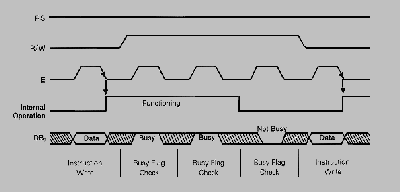 R/W
E
Internal
Operation
Functioning
Not Busy
DB₇
Data
Busy
Busy
Data
Instruction
Write
Busy Flag
Check
Busy Flag
Check
Busy Flag
Check
Instruction
Write